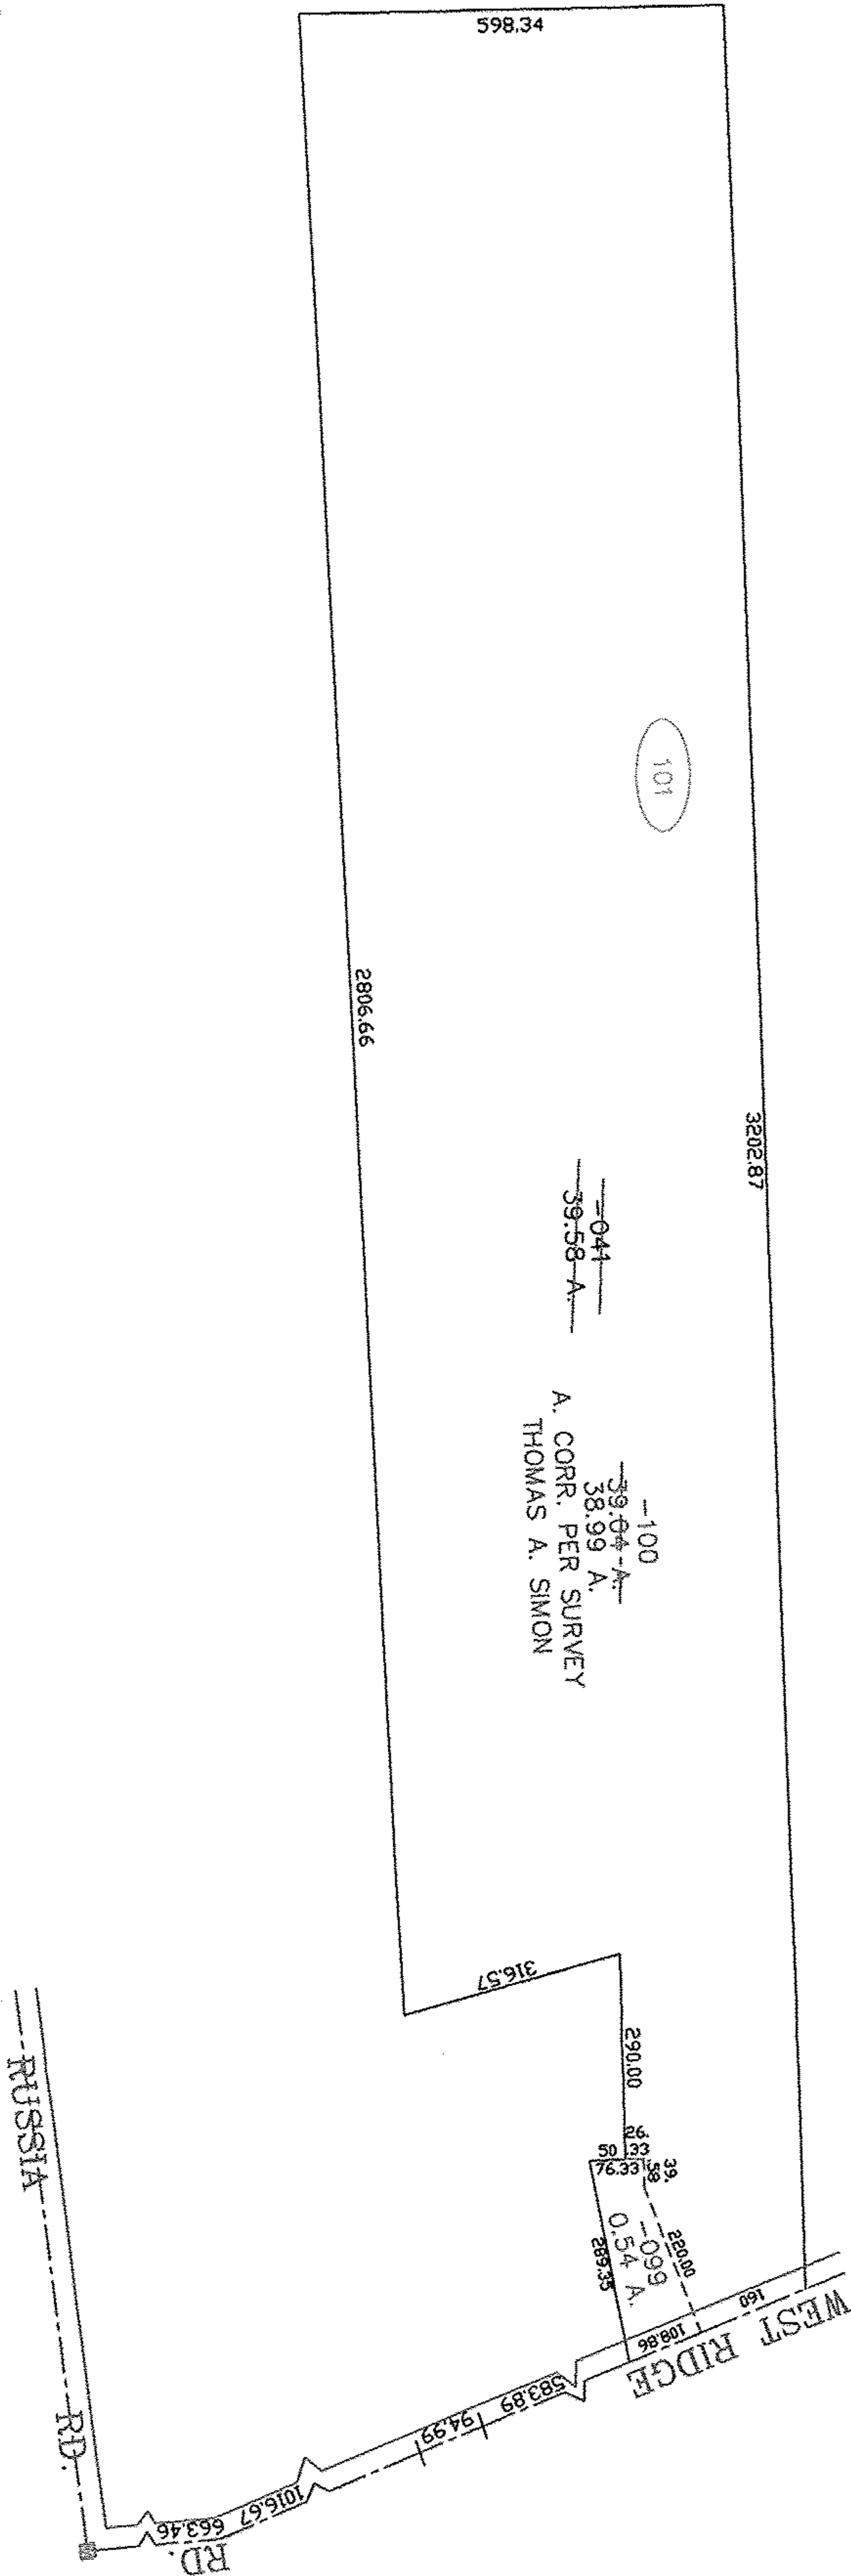 598.34
101
2806.66
3202.87
-041
39.58 A.
-100
39.04 A.
38.99 A.
A. CORR. PER SURVEY
THOMAS A. SIMON
316.57
290.00
26.
.33
50
76.33
39.
58
220.00
-099
0.54 A.
289.35
160
108.86
WEST RIDGE RD.
583.89
94.99
1016.67
663.46
RUSSIA RD.